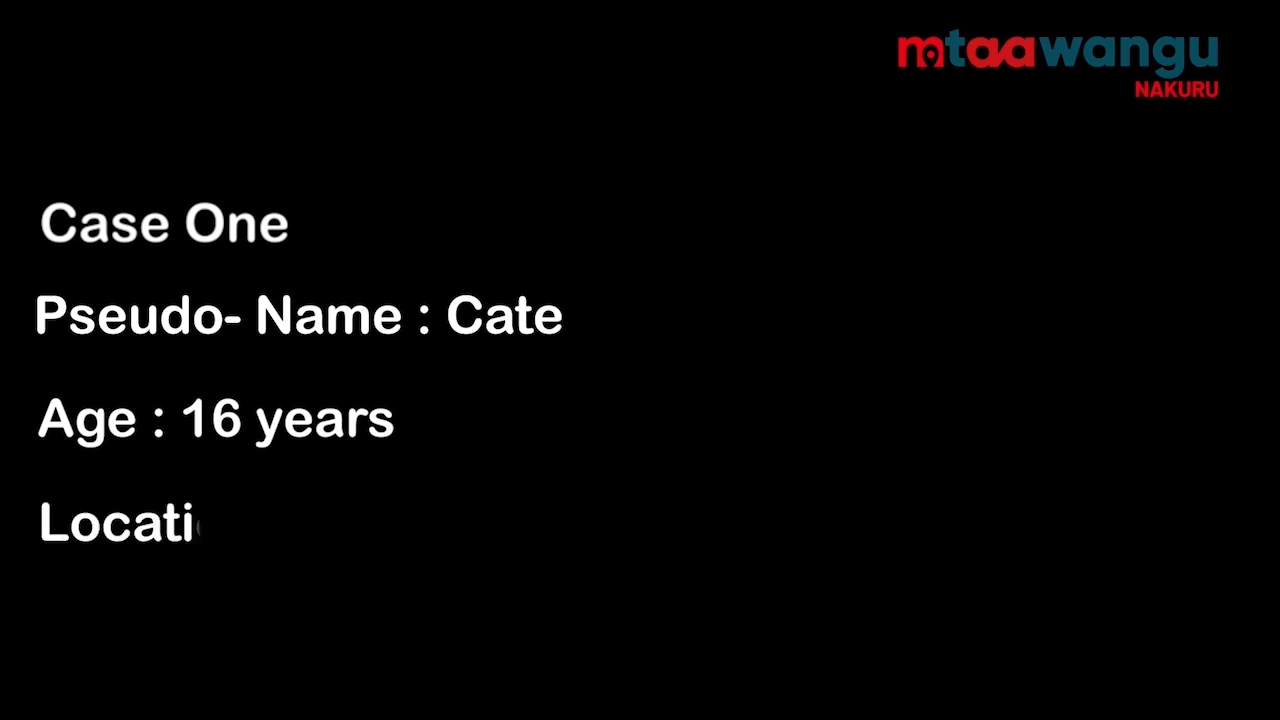 mtaawangu
NAKURU
Case One
Pseudo- Name : Cate
Age : 16 years
Locati